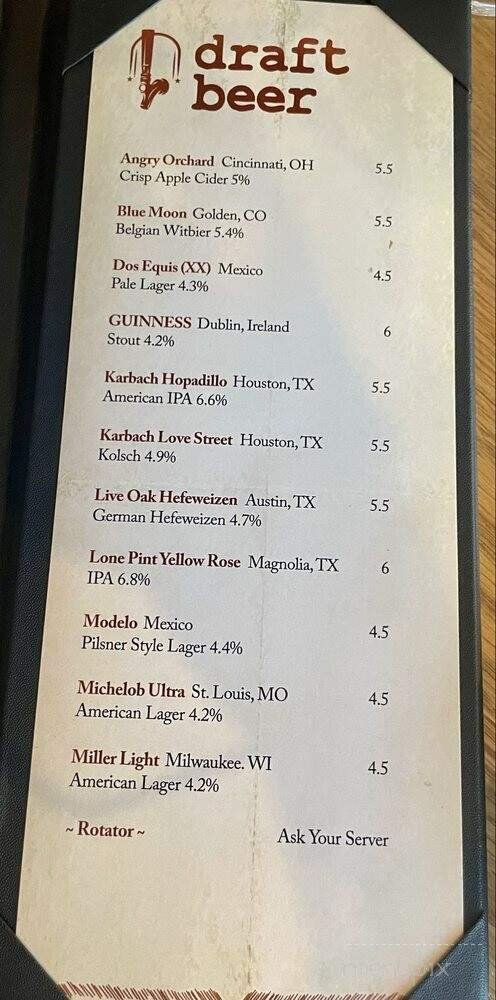 draft
beer
Angry Orchard Cincinnati, OH 5.5
Crisp Apple Cider 5%
Blue Moon Golden, CO 5.5
Belgian Witbier 5.4%
Dos Equis (XX) Mexico 4.5
Pale Lager 4.3%
GUINNESS Dublin, Ireland 6
Stout 4.2%
Karbach Hopadillo Houston, TX 5.5
American IPA 6.6%
Karbach Love Street Houston, TX 5.5
Kolsch 4.9%
Live Oak Hefeweizen Austin, TX 5.5
German Hefeweizen 4.7%
Lone Pint Yellow Rose Magnolia, TX 6
IPA 6.8%
Modelo Mexico 4.5
Pilsner Style Lager 4.4%
Michelob Ultra St. Louis, MO 4.5
American Lager 4.2%
Miller Light Milwaukee. WI 4.5
American Lager 4.2%
~ Rotator ~ Ask Your Server